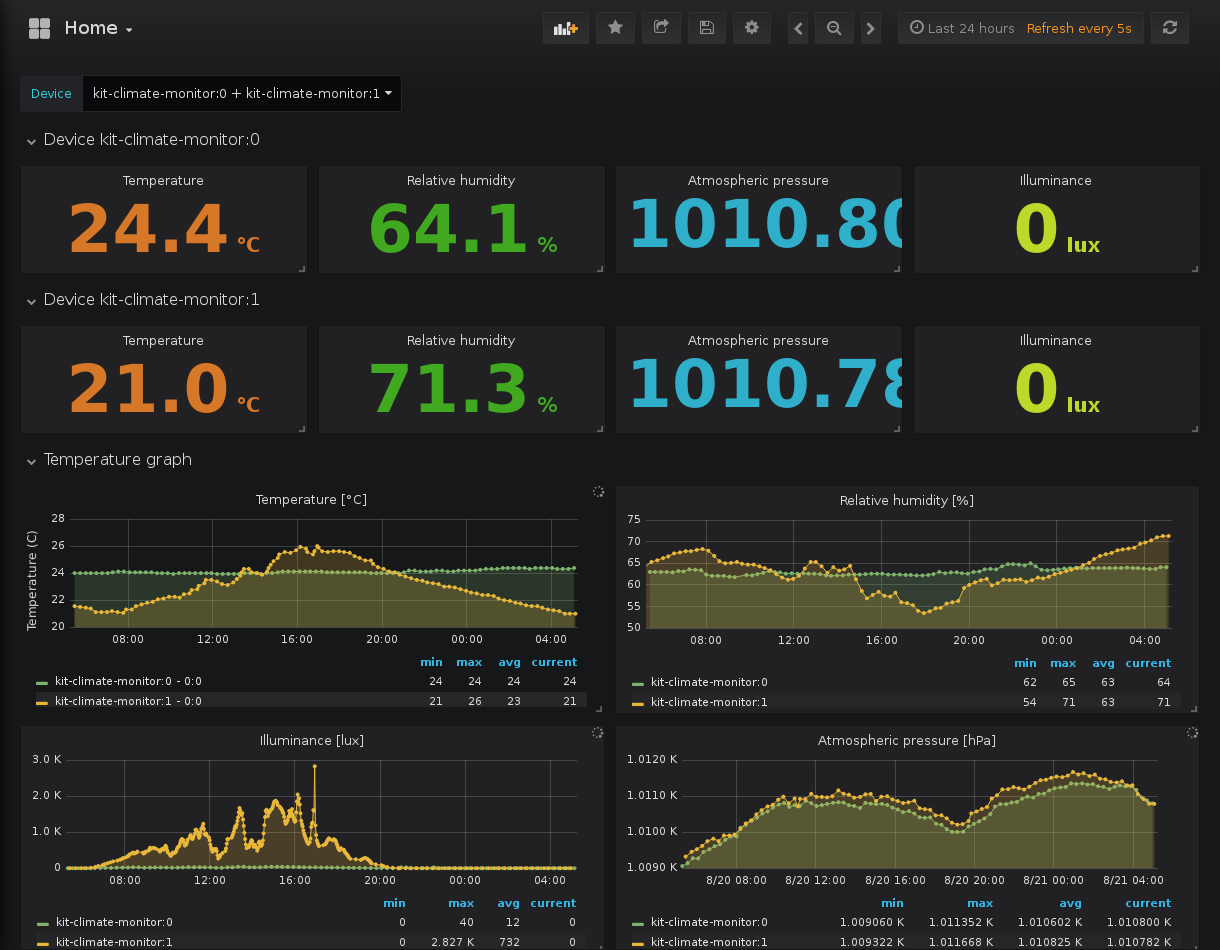 Home
Last 24 hours Refresh every 5s
Device kit-climate-monitor:0 + kit-climate-monitor:1
Device kit-climate-monitor:0
Temperature Relative humidity Atmospheric pressure Illuminance
24.4 °C 64.1 % 1010.80 0 lux
Device kit-climate-monitor:1
Temperature Relative humidity Atmospheric pressure Illuminance
21.0 °C 71.3 % 1010.78 0 lux
Temperature graph
Temperature [°C]
Temperature (C)
28
26
24
22
20
08:00 12:00 16:00 20:00 00:00 04:00
min max avg current
kit-climate-monitor:0 - 0:0 24 24 24 24
kit-climate-monitor:1 - 0:0 21 26 23 21
Relative humidity [%]
75
70
65
60
55
50
08:00 12:00 16:00 20:00 00:00 04:00
min max avg current
kit-climate-monitor:0 62 65 63 64
kit-climate-monitor:1 54 71 63 71
Illuminance [lux]
3.0 K
2.0 K
1.0 K
0
08:00 12:00 16:00 20:00 00:00 04:00
min max avg current
kit-climate-monitor:0 0 40 12 0
kit-climate-monitor:1 0 2.827 K 732 0
Atmospheric pressure [hPa]
1.0120 K
1.0110 K
1.0100 K
1.0090 K
8/20 08:00 8/20 12:00 8/20 16:00 8/20 20:00 8/21 00:00 8/21 04:00
min max avg current
kit-climate-monitor:0 1.009060 K 1.011352 K 1.010602 K 1.010800 K
kit-climate-monitor:1 1.009322 K 1.011668 K 1.010825 K 1.010782 K